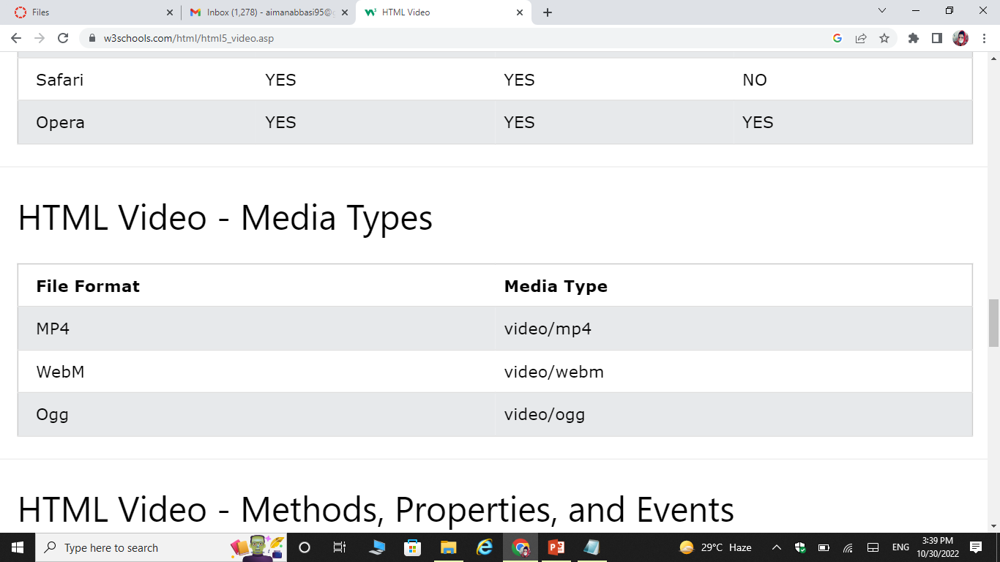 Files
Inbox (1,278) - aimanabbasi95@
HTML Video
w3schools.com/html/html5_video.asp
Safari YES YES NO
Opera YES YES YES
HTML Video - Media Types
File Format Media Type
MP4 video/mp4
WebM video/webm
Ogg video/ogg
HTML Video - Methods, Properties, and Events
Type here to search
29°C Haze
ENG
3:39 PM
10/30/2022